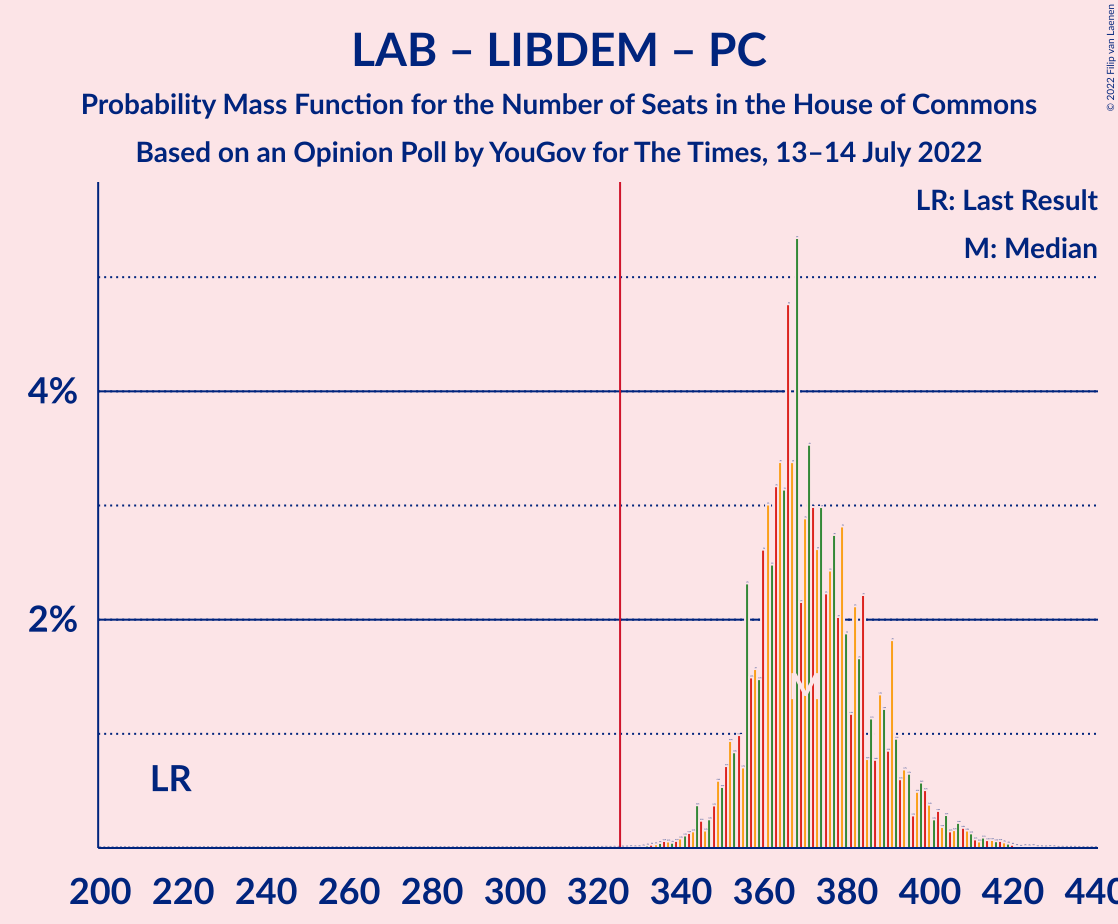 LAB – LIBDEM – PC
Probability Mass Function for the Number of Seats in the House of Commons
Based on an Opinion Poll by YouGov for The Times, 13–14 July 2022
© 2022 Filip van Laenen
LR: Last Result
M: Median
4%
2%
LR
M
200 220 240 260 280 300 320 340 360 380 400 420 440